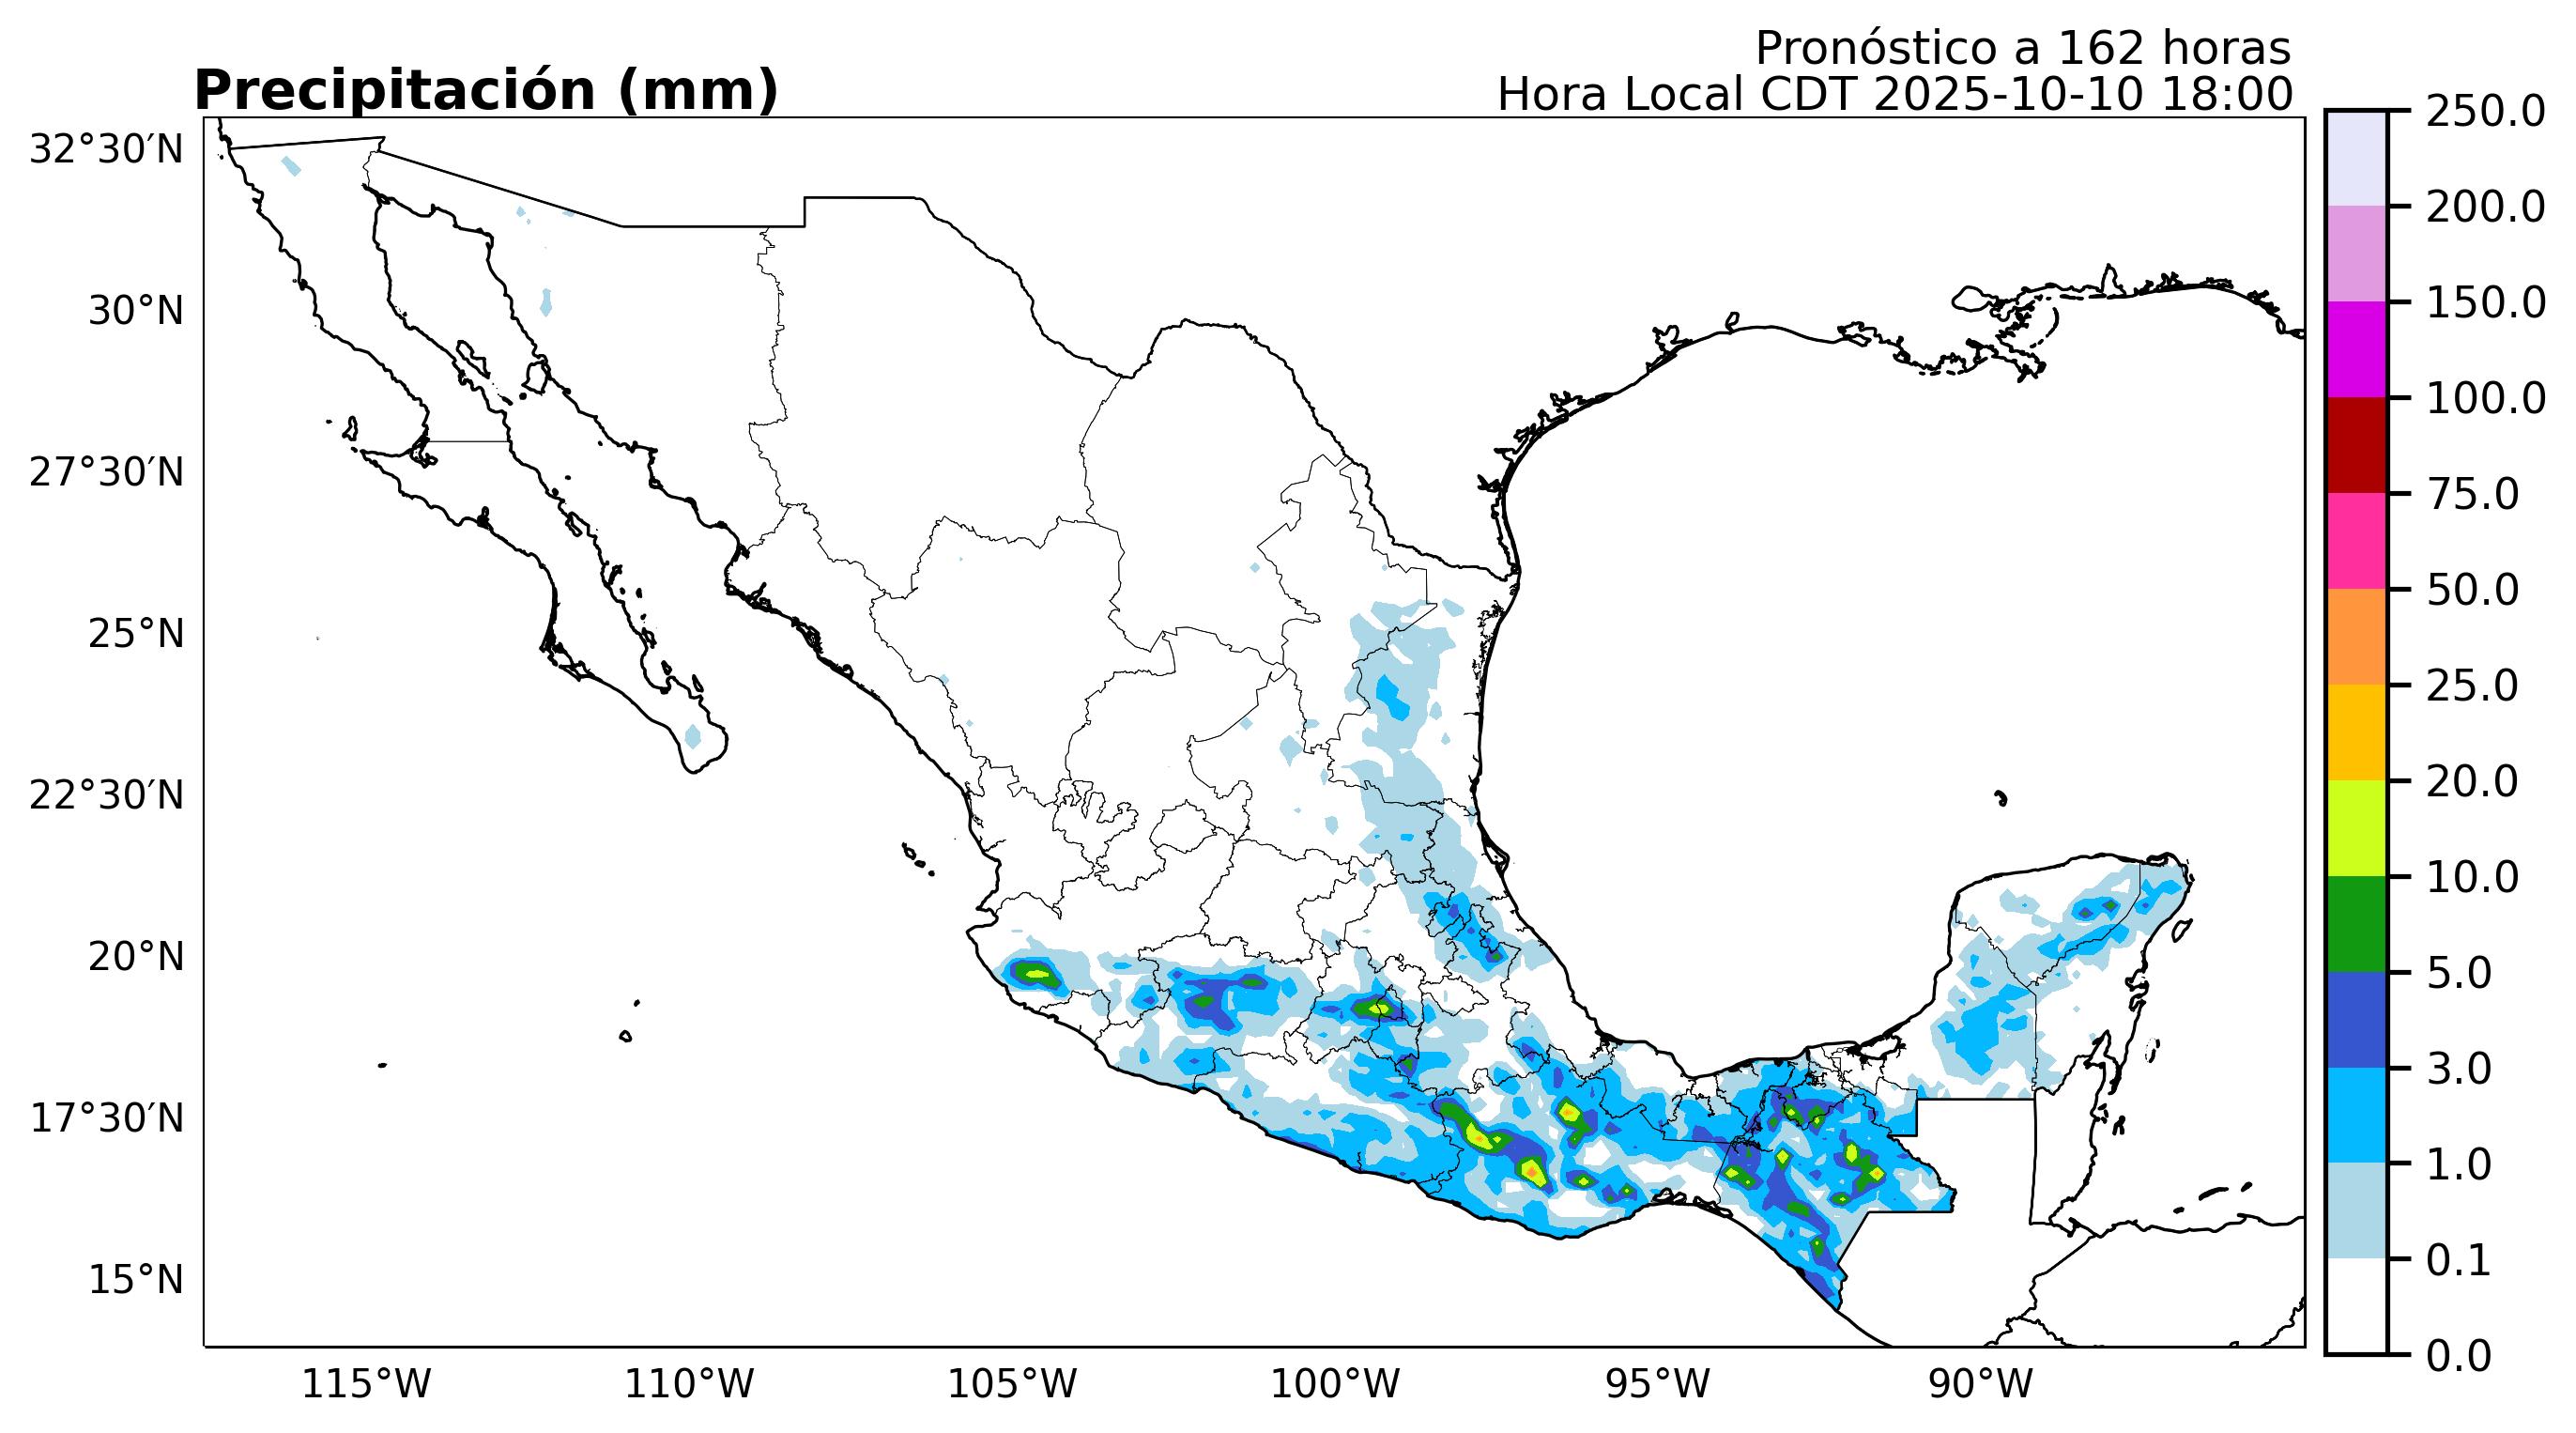 Pronóstico a 162 horas
Precipitación (mm)
Hora Local CDT 2025-10-10 18:00
32°30′N
30°N
27°30′N
25°N
22°30′N
20°N
17°30′N
15°N
115°W
110°W
105°W
100°W
95°W
90°W
250.0
200.0
150.0
100.0
75.0
50.0
25.0
20.0
10.0
5.0
3.0
1.0
0.1
0.0